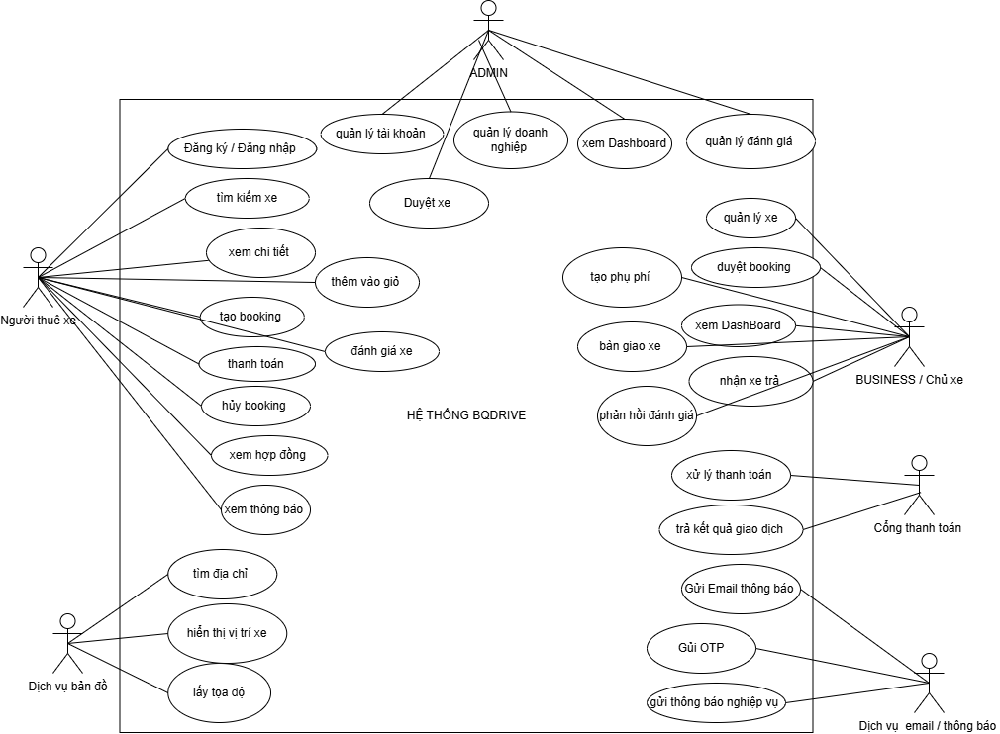 ADMIN
quản lý tài khoản
quản lý doanh
nghiệp
xem Dashboard
quản lý đánh giá
Đăng ký / Đăng nhập
Duyệt xe
tìm kiếm xe
quản lý xe
xem chi tiết
duyệt booking
thêm vào giỏ
tạo phụ phí
Người thuê xe
tạo booking
xem DashBoard
đánh giá xe
bàn giao xe
thanh toán
nhận xe trả
BUSINESS / Chủ xe
hủy booking
HỆ THỐNG BQDRIVE
phản hồi đánh giá
xem hợp đồng
xử lý thanh toán
xem thông báo
trả kết quả giao dịch
Cổng thanh toán
tìm địa chỉ
Gửi Email thông báo
hiển thị vị trí xe
Gủi OTP
Dịch vụ bản đồ
lấy tọa độ
gửi thông báo nghiệp vụ
Dịch vụ  email / thông báo